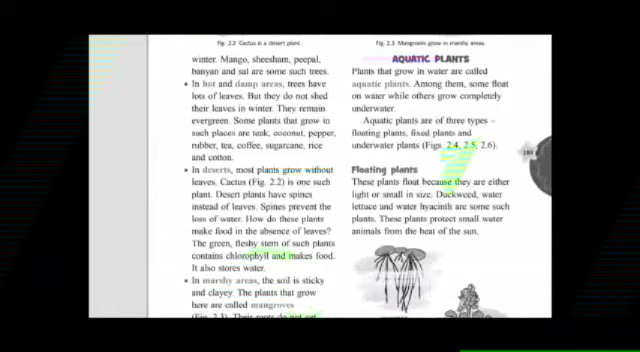 Fig. 2.2 Cactus is a desert plant.
winter. Mango, sheesham, peepal,
banyan and sal are some such trees.
• In hot and damp areas, trees have
lots of leaves. But they do not shed
their leaves in winter. They remain
evergreen. Some plants that grow in
such places are teak, coconut, pepper,
rubber, tea, coffee, sugarcane, rice
and cotton.
• In deserts, most plants grow without
leaves. Cactus (Fig. 2.2) is one such
plant. Desert plants have spines
instead of leaves. Spines prevent the
loss of water. How do these plants
make food in the absence of leaves?
The green, fleshy stem of such plants
contains chlorophyll and makes food.
It also stores water.
• In marshy areas, the soil is sticky
and clayey. The plants that grow
here are called mangroves
(Fig. 2.3). Their roots do not get
Fig. 2.3 Mangroves grow in marshy areas.
AQUATIC PLANTS
Plants that grow in water are called
aquatic plants. Among them, some float
on water while others grow completely
underwater.
Aquatic plants are of three types –
floating plants, fixed plants and
underwater plants (Figs. 2.4, 2.5, 2.6).
Floating plants
These plants float because they are either
light or small in size. Duckweed, water
lettuce and water hyacinth are some such
plants. These plants protect small water
animals from the heat of the sun.